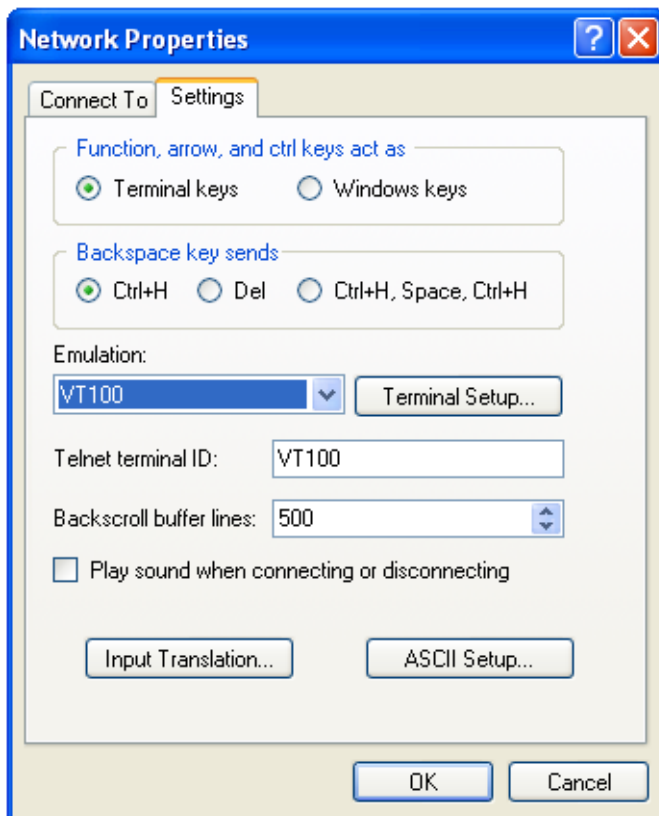 Network Properties
Connect To Settings
Function, arrow, and ctrl keys act as
Terminal keys Windows keys
Backspace key sends
Ctrl+H Del Ctrl+H, Space, Ctrl+H
Emulation:
VT100 Terminal Setup...
Telnet terminal ID: VT100
Backscroll buffer lines: 500
Play sound when connecting or disconnecting
Input Translation... ASCII Setup...
OK Cancel